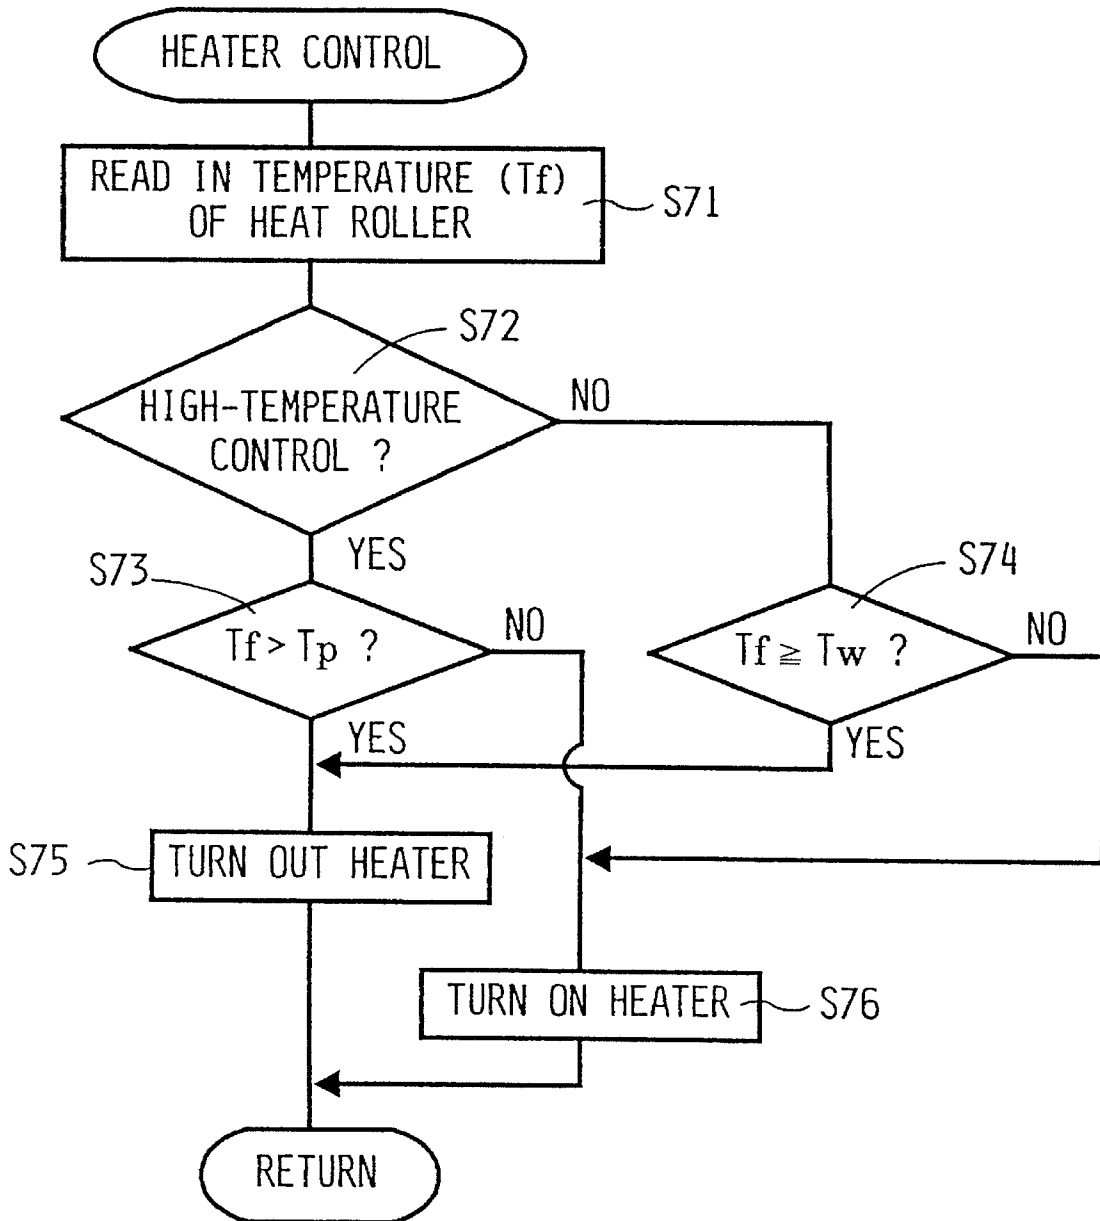 HEATER CONTROL
READ IN TEMPERATURE (Tf)
OF HEAT ROLLER
S71
S72
HIGH-TEMPERATURE
CONTROL ?
NO
YES
S73
Tf > Tp ?
NO
YES
S74
Tf ≧ Tw ?
NO
YES
S75
TURN OUT HEATER
TURN ON HEATER
S76
RETURN